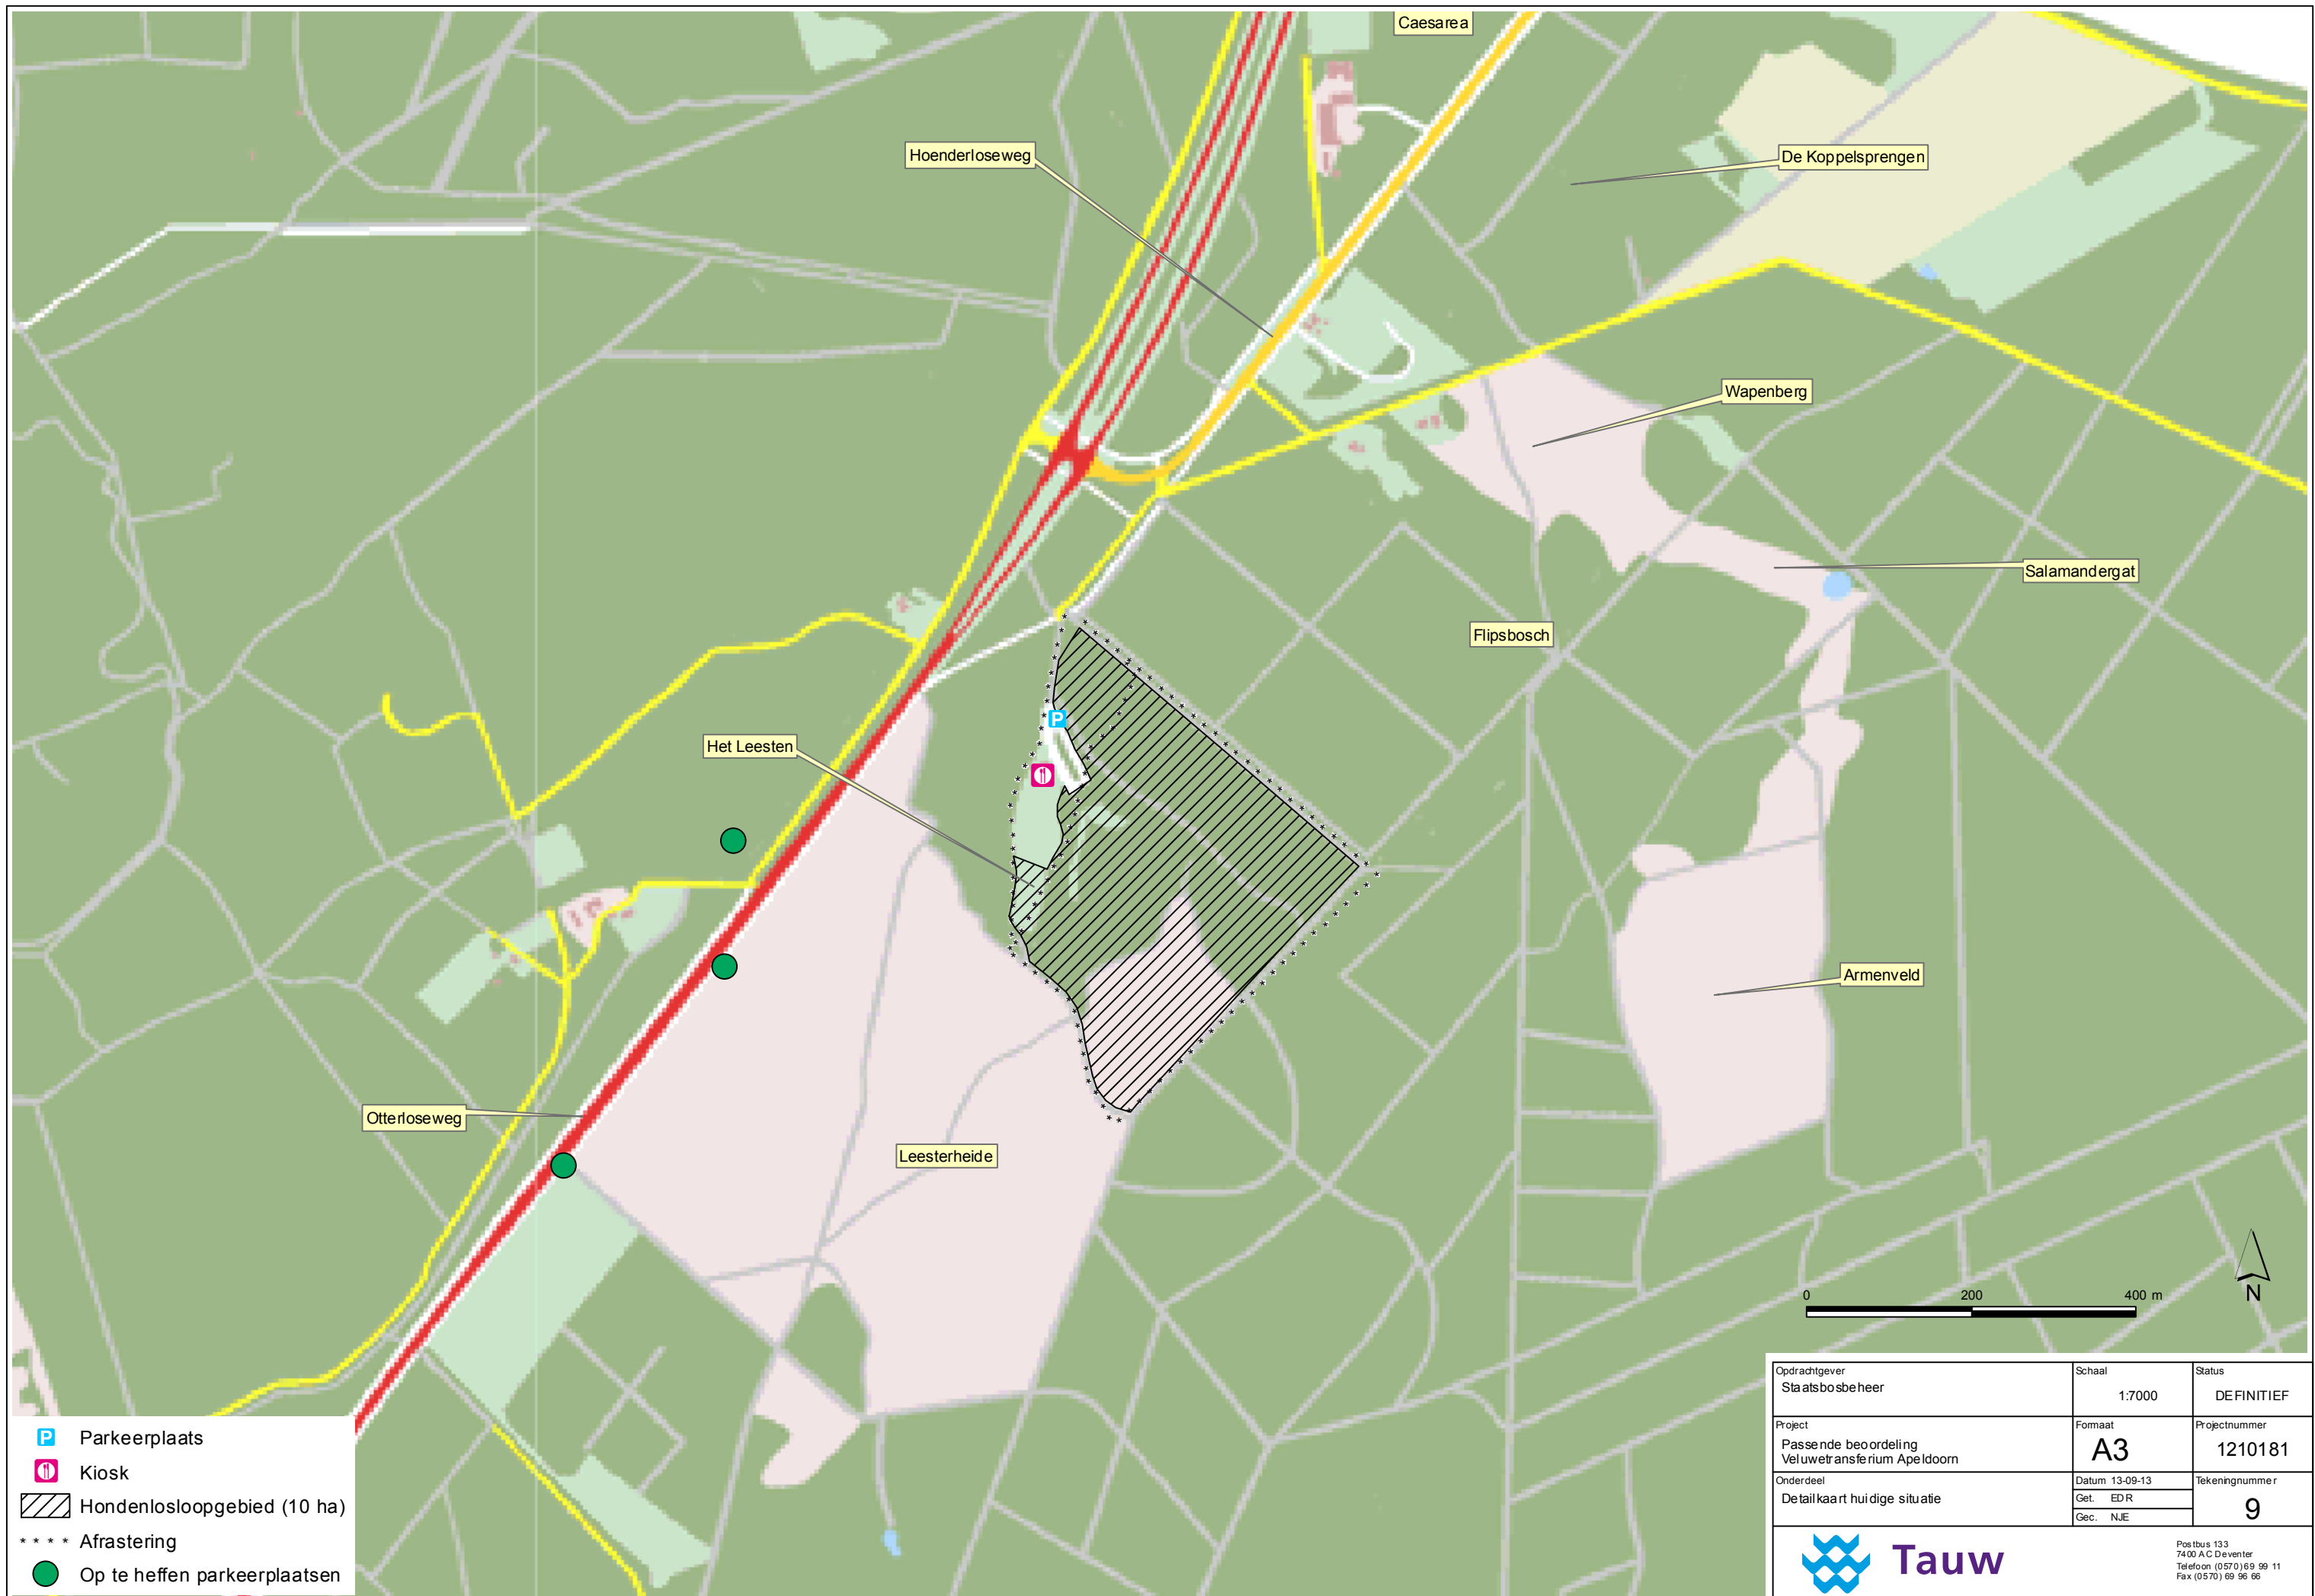 Caesarea
Hoenderloseweg
De Koppelsprengen
Wapenberg
Salamandergat
Flipsbosch
P
Het Leesten
Armenveld
Otterloseweg
Leesterheide
N
0 200 400 m
P Parkeerplaats
Kiosk
Hondenlosloopgebied (10 ha)
Afrastering
Op te heffen parkeerplaatsen
Opdrachtgever
Staatsbosbeheer
Schaal
1:7000
Status
DEFINITIEF
Project
Passende beoordeling
Veluwetransferium Apeldoorn
Formaat
A3
Projectnummer
1210181
Onderdeel
Detailkaart huidige situatie
Datum 13-09-13
Get. EDR
Gec. NJE
Tekeningnummer
9
Tauw
Postbus 133
7400 AC Deventer
Telefoon (0570) 69 99 11
Fax (0570) 69 96 66